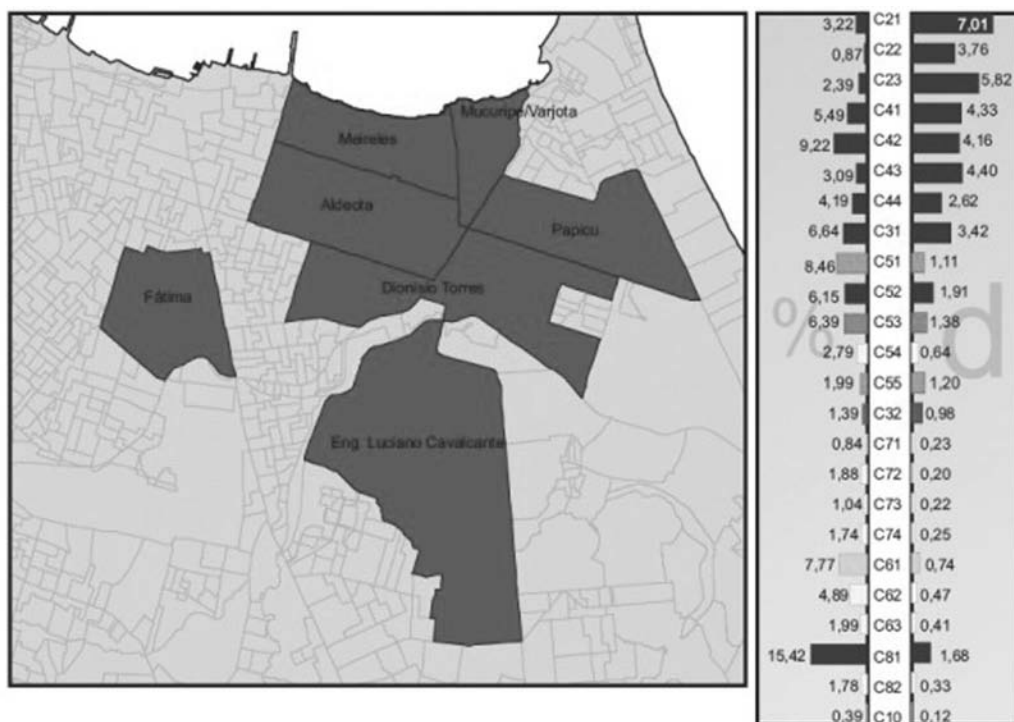 Mucuripe/Varjota
Meireles
Aldeota
Papicu
Dionísio Torres
Fátima
Eng. Luciano Cavalcante
3,22 C21 7,01
0,87 C22 3,76
2,39 C23 5,82
5,49 C41 4,33
9,22 C42 4,16
3,09 C43 4,40
4,19 C44 2,62
6,64 C31 3,42
8,46 C51 1,11
6,15 C52 1,91
6,39 C53 1,38
% d
2,79 C54 0,64
1,99 C55 1,20
1,39 C32 0,98
0,84 C71 0,23
1,88 C72 0,20
1,04 C73 0,22
1,74 C74 0,25
7,77 C61 0,74
4,89 C62 0,47
1,99 C63 0,41
15,42 C81 1,68
1,78 C82 0,33
0,39 C10 0,12